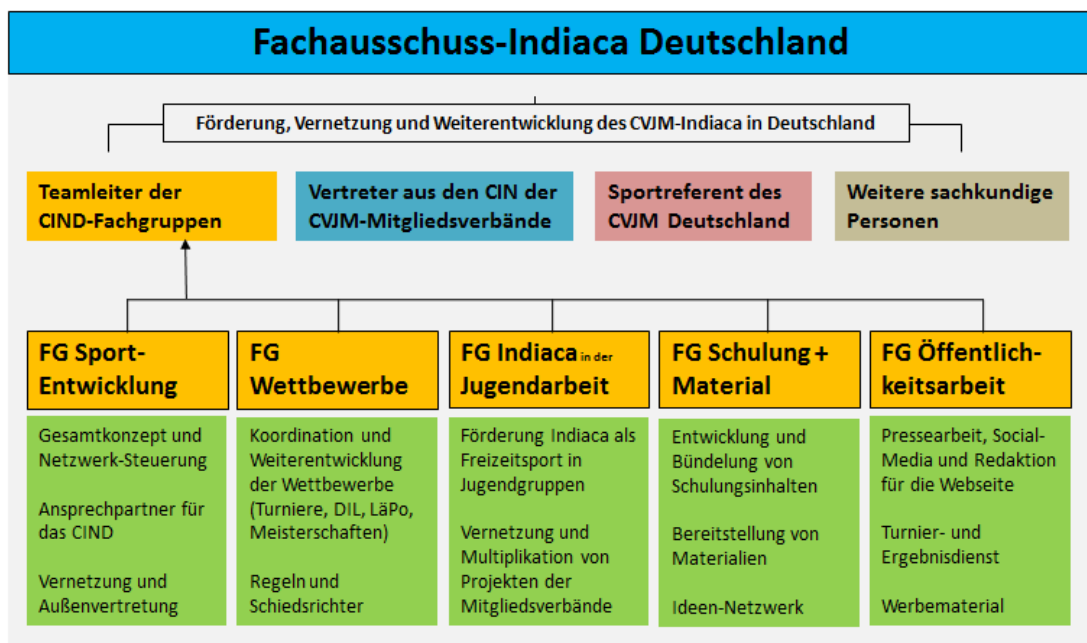 Fachausschuss-Indiaca Deutschland
Förderung, Vernetzung und Weiterentwicklung des CVJM-Indiaca in Deutschland
Teamleiter der
CIND-Fachgruppen
Vertreter aus den CIN der
CVJM-Mitgliedsverbände
Sportreferent des
CVJM Deutschland
Weitere sachkundige
Personen
FG Sport-
Entwicklung
FG
Wettbewerbe
FG Indiaca in der
Jugendarbeit
FG Schulung +
Material
FG Öffentlich-
keitsarbeit
Gesamtkonzept und
Netzwerk-Steuerung
Ansprechpartner für
das CIND
Vernetzung und
Außenvertretung
Koordination und
Weiterentwicklung
der Wettbewerbe
(Turniere, DIL, LäPo,
Meisterschaften)
Regeln und
Schiedsrichter
Förderung Indiaca als
Freizeitsport in
Jugendgruppen
Vernetzung und
Multiplikation von
Projekten der
Mitgliedsverbände
Entwicklung und
Bündelung von
Schulungsinhalten
Bereitstellung von
Materialien
Ideen-Netzwerk
Pressearbeit, Social-
Media und Redaktion
für die Webseite
Turnier- und
Ergebnisdienst
Werbematerial